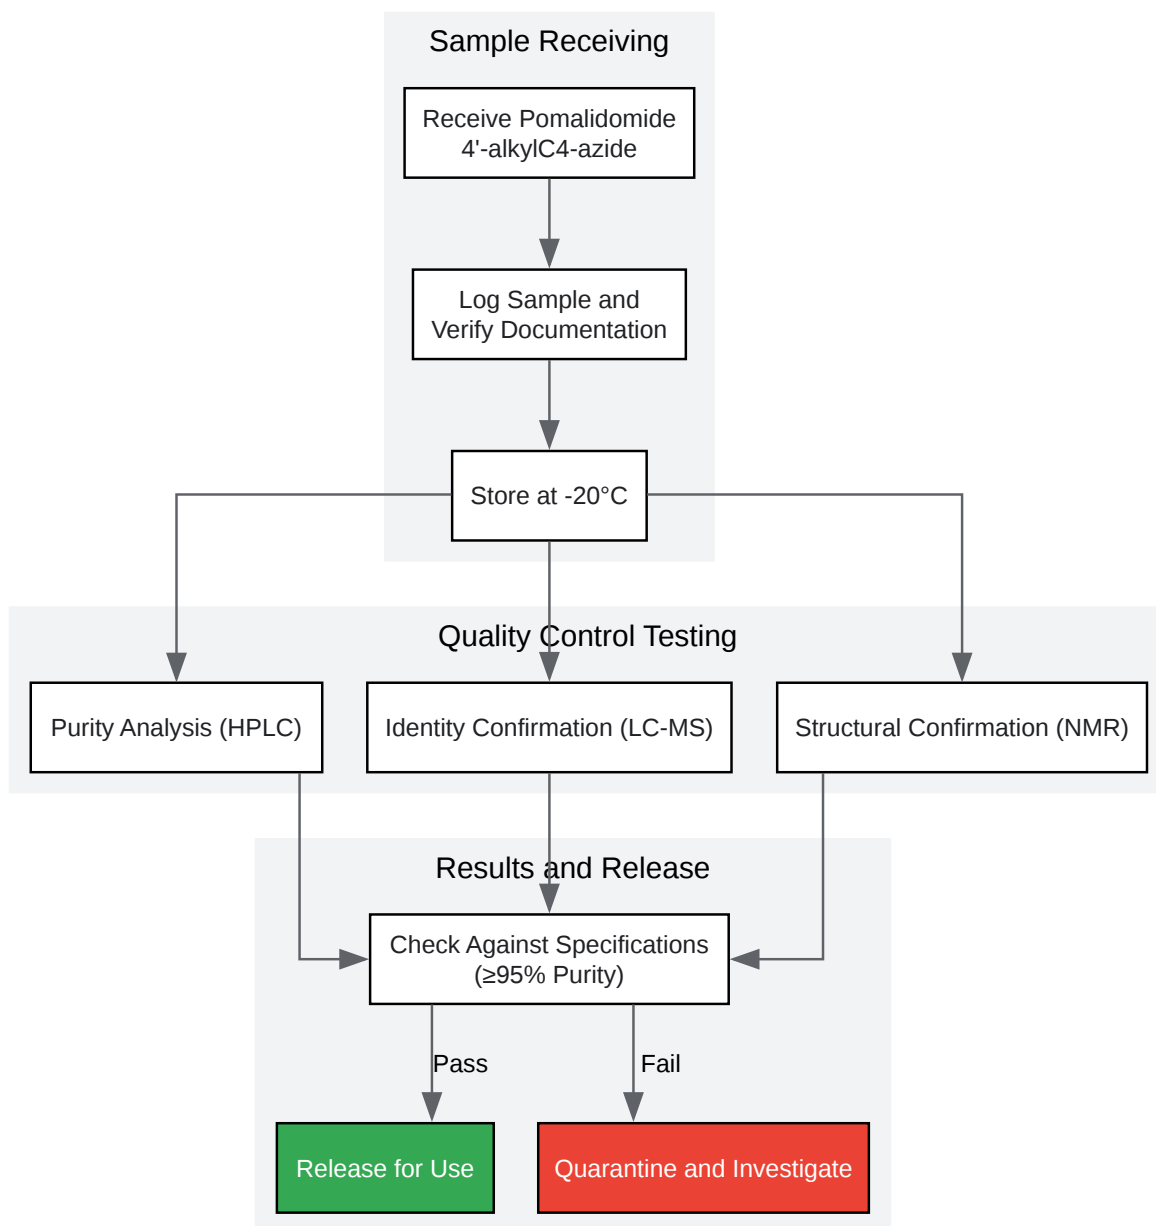 Sample Receiving
Receive Pomalidomide
4'-alkylC4-azide
Log Sample and
Verify Documentation
Store at -20°C
Quality Control Testing
Purity Analysis (HPLC)
Identity Confirmation (LC-MS)
Structural Confirmation (NMR)
Results and Release
Check Against Specifications
(≥95% Purity)
Pass
Fail
Release for Use
Quarantine and Investigate